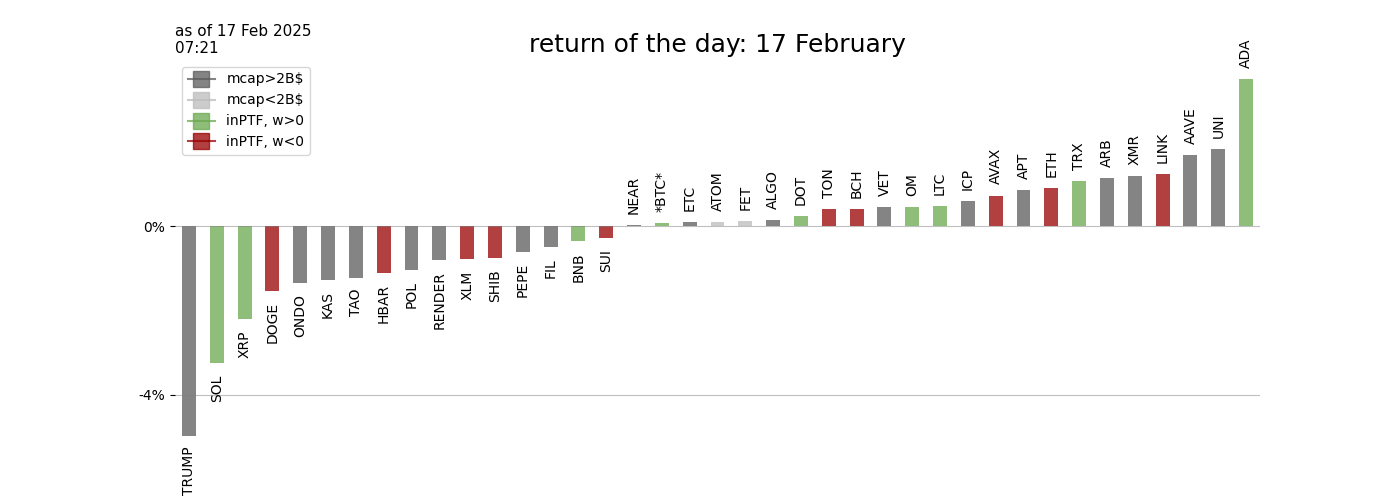 as of 17 Feb 2025
07:21
return of the day: 17 February
mcap>2B$
mcap<2B$
inPTF, w>0
inPTF, w<0
0%
-4%
TRUMP
SOL
XRP
DOGE
ONDO
KAS
TAO
HBAR
POL
RENDER
XLM
SHIB
PEPE
FIL
BNB
SUI
NEAR
*BTC*
ETC
ATOM
FET
ALGO
DOT
TON
BCH
VET
OM
LTC
ICP
AVAX
APT
ETH
TRX
ARB
XMR
LINK
AAVE
UNI
ADA